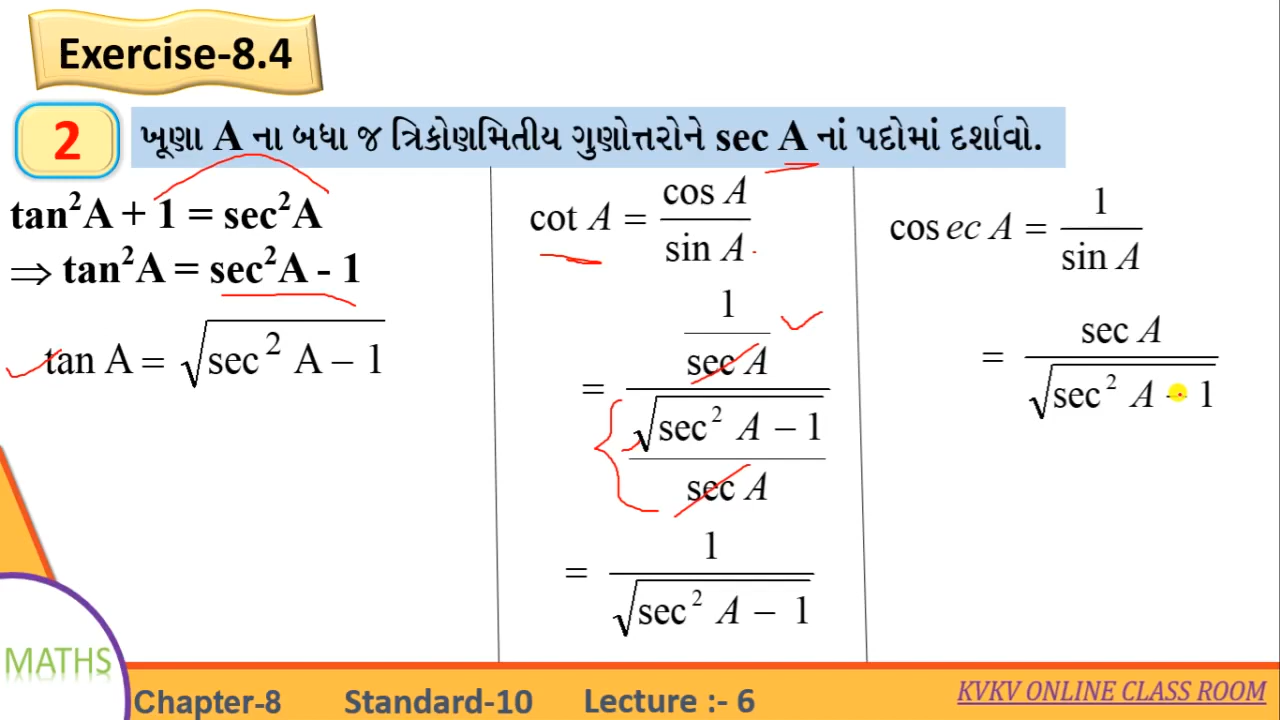 Exercise-8.4
2
ખૂણા A ના બધા જ ત્રિકોણમિતીય ગુણોત્તરોને sec A નાં પદોમાં દર્શાવો.
tan²A + 1 = sec²A
⇒ tan²A = sec²A - 1
tan A = √(sec² A − 1)
cot A = cos A / sin A
= (1 / sec A) / (√(sec² A − 1) / sec A)
= 1 / √(sec² A − 1)
cos ec A = 1 / sin A
= sec A / √(sec² A − 1)
MATHS
Chapter-8 Standard-10 Lecture :- 6
KVKV ONLINE CLASS ROOM